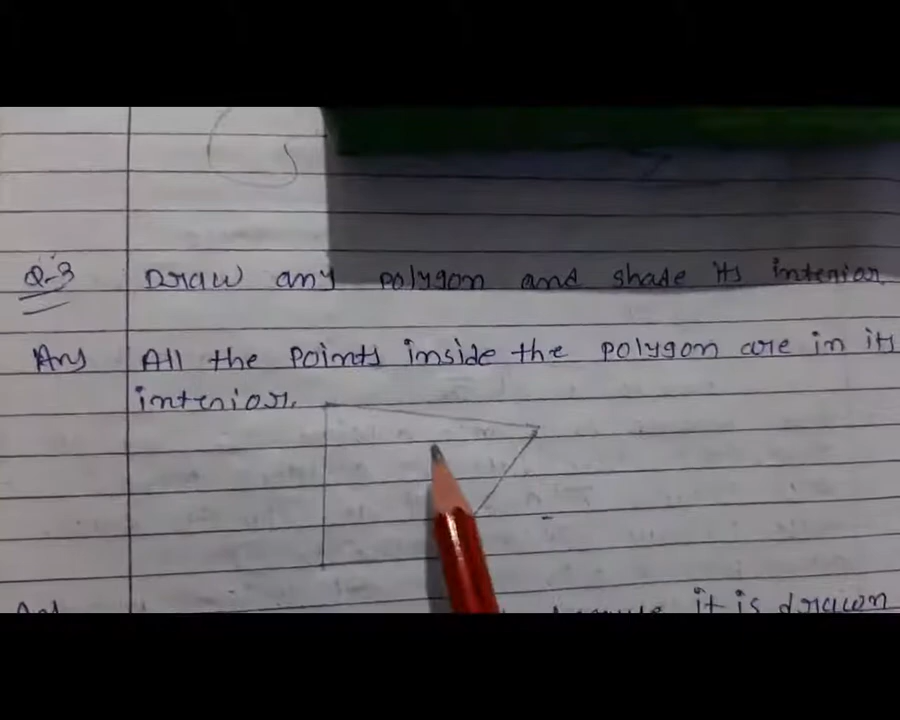 Q-3 Draw any polygon and shade its interior.
Ans All the points inside the polygon are in its
interior.
it is drawn